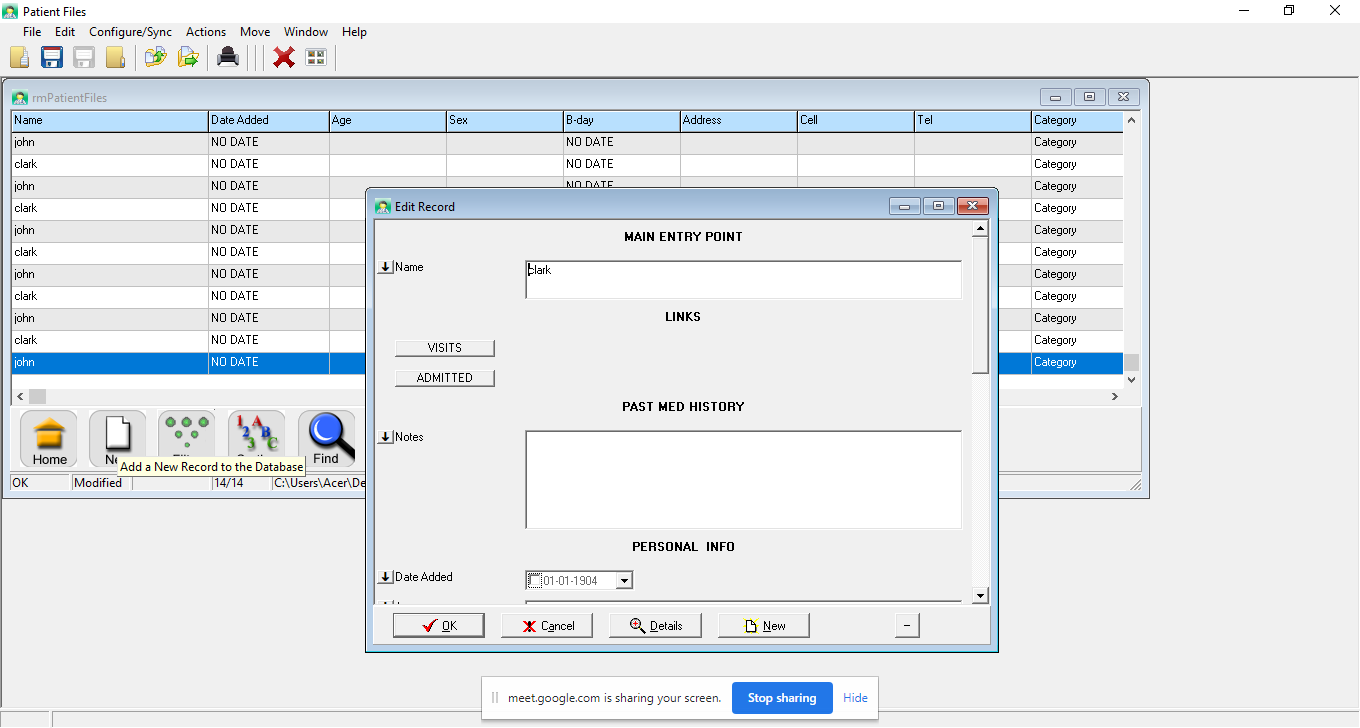 Patient Files
File Edit Configure/Sync Actions Move Window Help
rmPatientFiles
Name Date Added Age Sex B-day Address Cell Tel Category
john NO DATE NO DATE Category
clark NO DATE NO DATE Category
john NO DATE NO DATE Category
clark NO DATE Category
john NO DATE Category
clark NO DATE Category
john NO DATE Category
clark NO DATE Category
john NO DATE Category
clark NO DATE Category
john NO DATE Category
Home Find
Add a New Record to the Database
OK Modified 14/14 C:\Users\Acer\De
Edit Record
MAIN ENTRY POINT
Name clark
LINKS
VISITS
ADMITTED
PAST MED HISTORY
Notes
PERSONAL INFO
Date Added 01-01-1904
OK Cancel Details New -
meet.google.com is sharing your screen. Stop sharing Hide